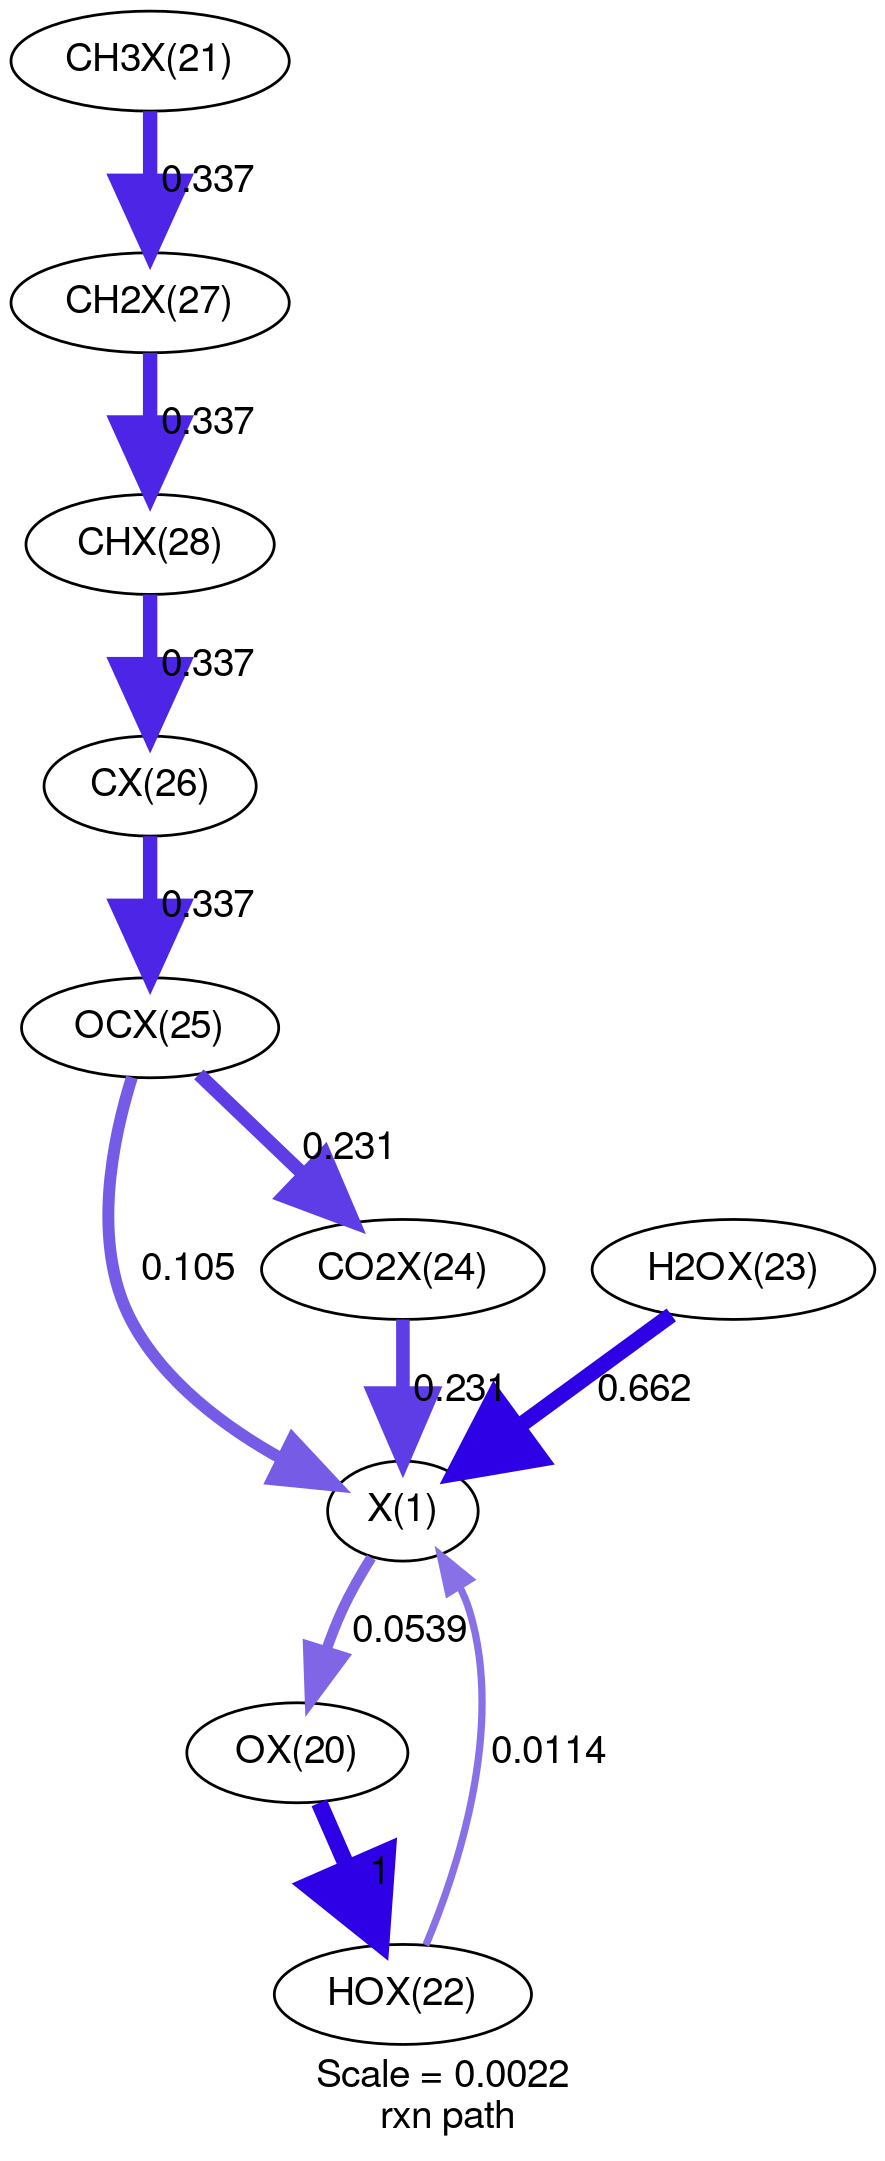 CH3X(21)
0.337
CH2X(27)
0.337
CHX(28)
0.337
CX(26)
0.337
OCX(25)
0.231
0.105
CO2X(24)
H2OX(23)
0.231
0.662
X(1)
0.0539
OX(20)
0.0114
1
HOX(22)
Scale = 0.0022
rxn path